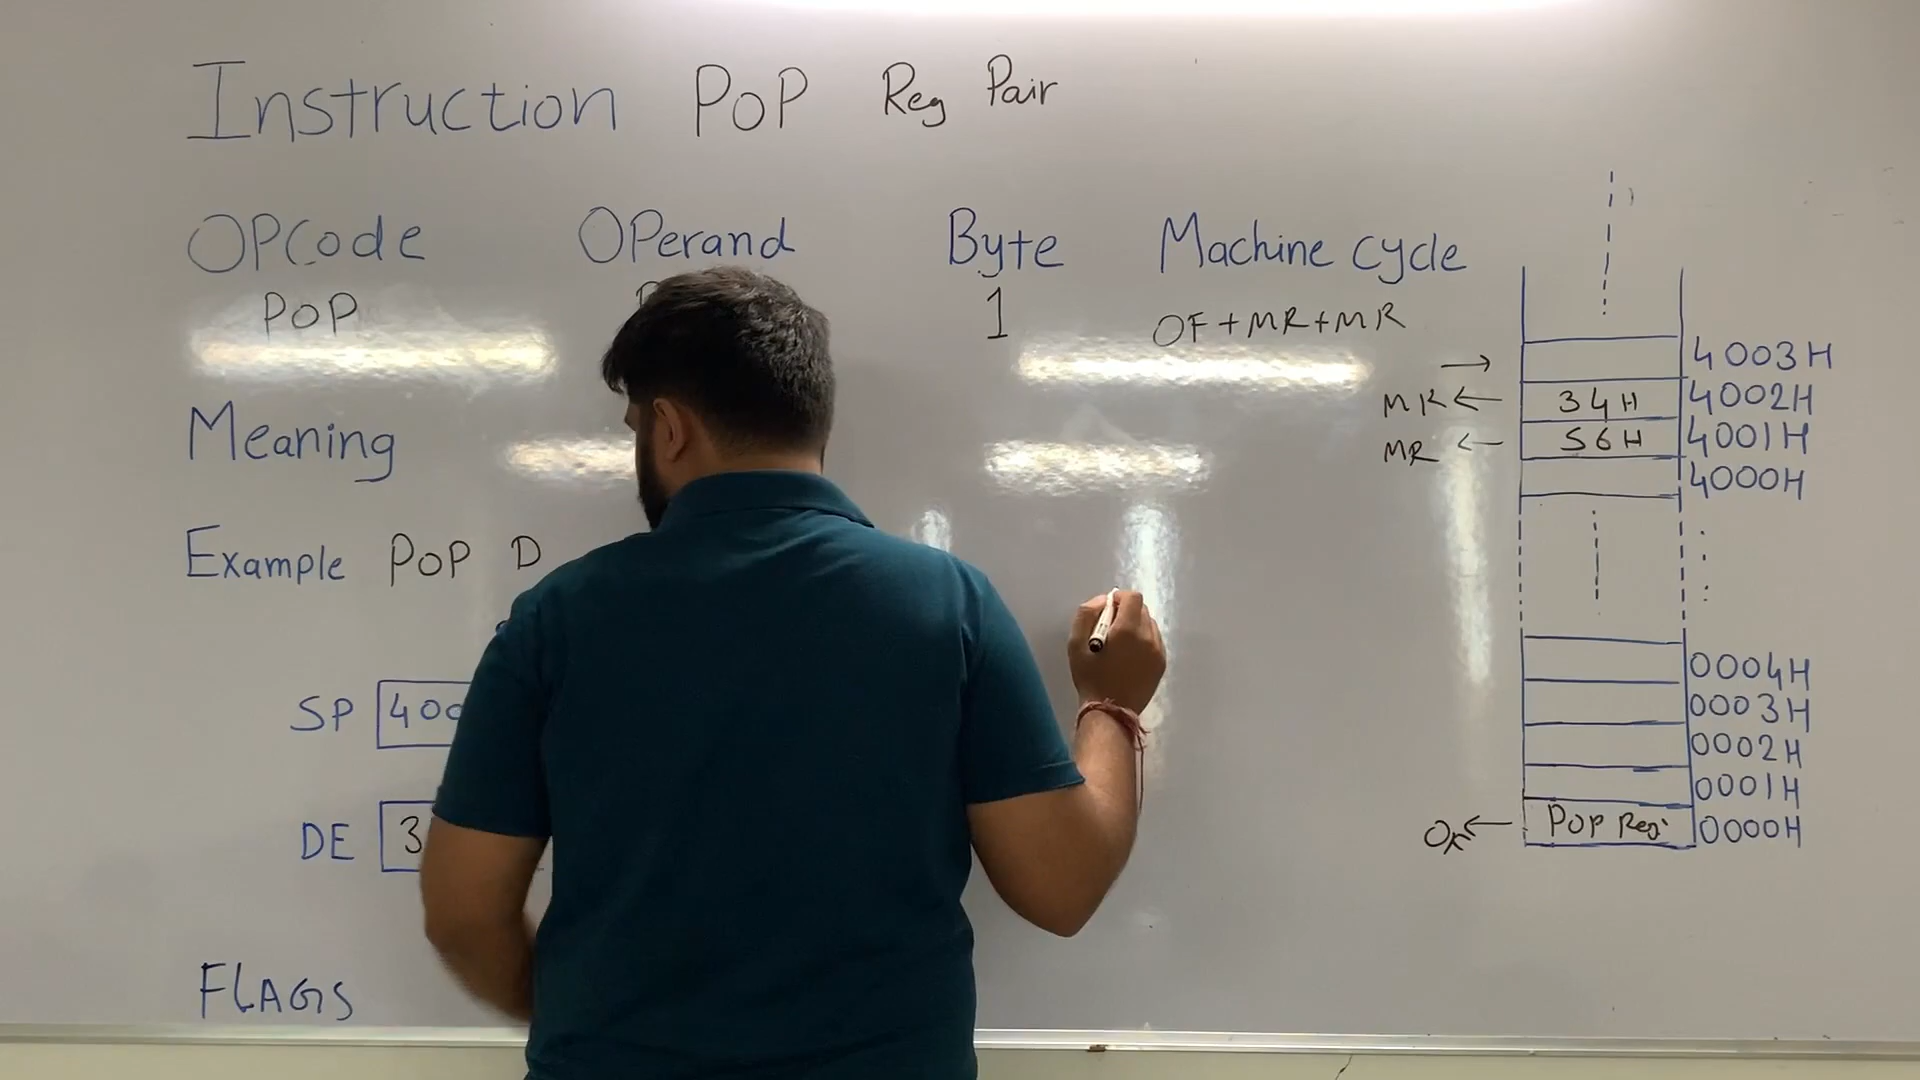 Instruction POP Reg Pair
OPCode OPerand Byte Machine cycle
POP 1 OF+MR+MR
→ 4003H
MR← 34H 4002H
MR ← 56H 4001H
4000H
Meaning
Example POP D
SP 400
DE 3
0004H
0003H
0002H
0001H
OF← POP Reg 0000H
FLAGS